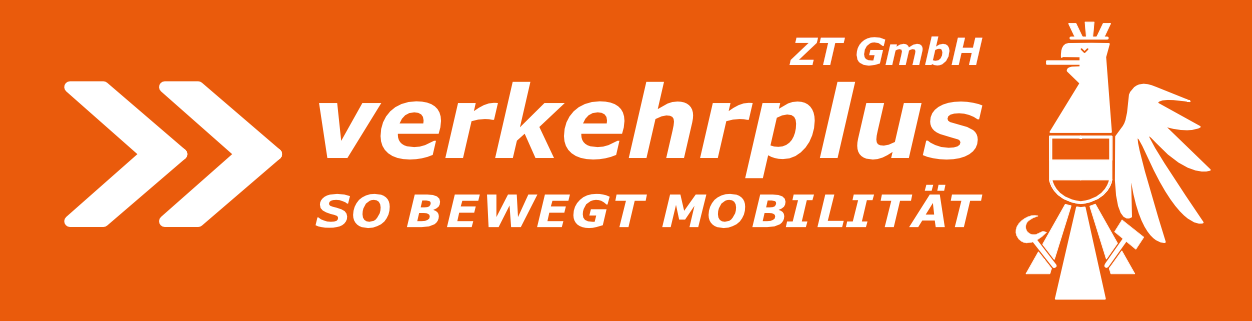 ZT GmbH
verkehrplus
SO BEWEGT MOBILITÄT